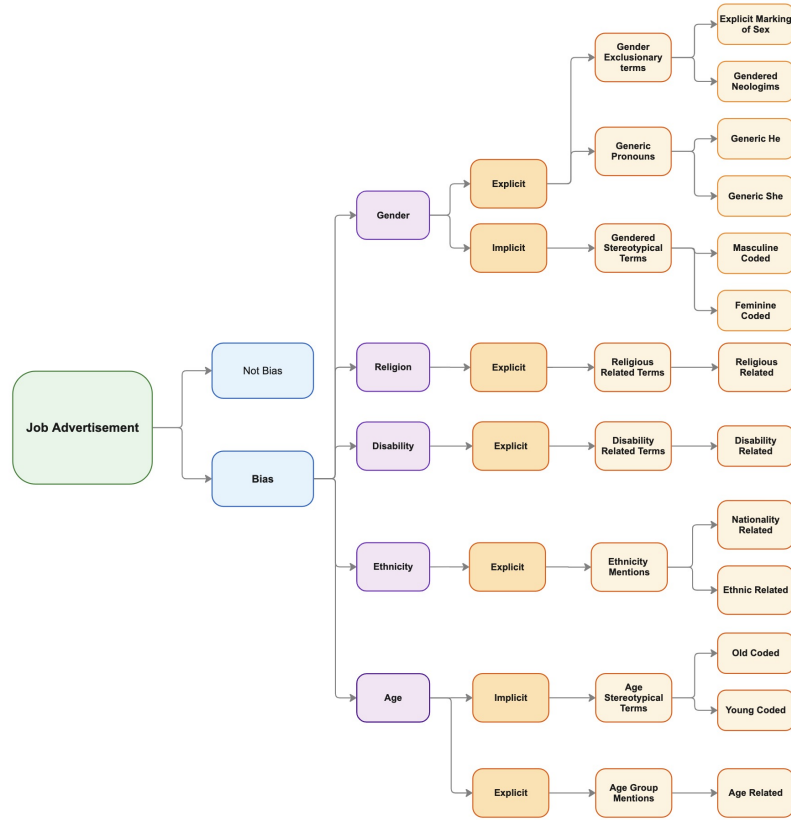 Explicit Marking
of Sex
Gender
Exclusionary
terms
Gendered
Neologims
Generic He
Generic
Pronouns
Explicit
Generic She
Gender
Implicit
Gendered
Stereotypical
Terms
Masculine
Coded
Feminine
Coded
Not Bias
Religion
Explicit
Religious
Related Terms
Religious
Related
Job Advertisement
Bias
Disability
Explicit
Disability
Related Terms
Disability
Related
Nationality
Related
Ethnicity
Explicit
Ethnicity
Mentions
Ethnic Related
Old Coded
Age
Implicit
Age
Stereotypical
Terms
Young Coded
Explicit
Age Group
Mentions
Age Related